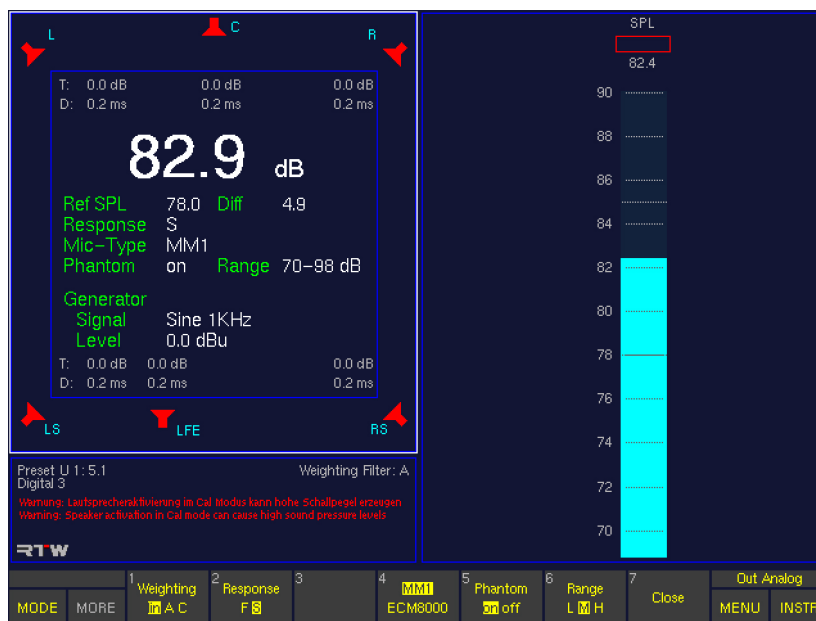 L C R
T: 0.0 dB 0.0 dB 0.0 dB
D: 0.2 ms 0.2 ms 0.2 ms
82.9 dB
Ref SPL 78.0 Diff 4.9
Response S
Mic-Type MM1
Phantom on Range 70-98 dB
Generator
Signal Sine 1KHz
Level 0.0 dBu
T: 0.0 dB 0.0 dB 0.0 dB
D: 0.2 ms 0.2 ms 0.2 ms
LS LFE RS
Preset U 1: 5.1 Weighting Filter: A
Digital 3
Warnung: Lautsprecheraktivierung im Cal Modus kann hohe Schallpegel erzeugen
Warning: Speaker activation in Cal mode can cause high sound pressure levels
RTW
SPL
82.4
90
88
86
84
82
80
78
76
74
72
70
1 Weighting 2 Response 3 4 MM1 5 Phantom 6 Range 7 Close Out Analog
MODE MORE lin A C F S ECM8000 on off L M H MENU INSTR